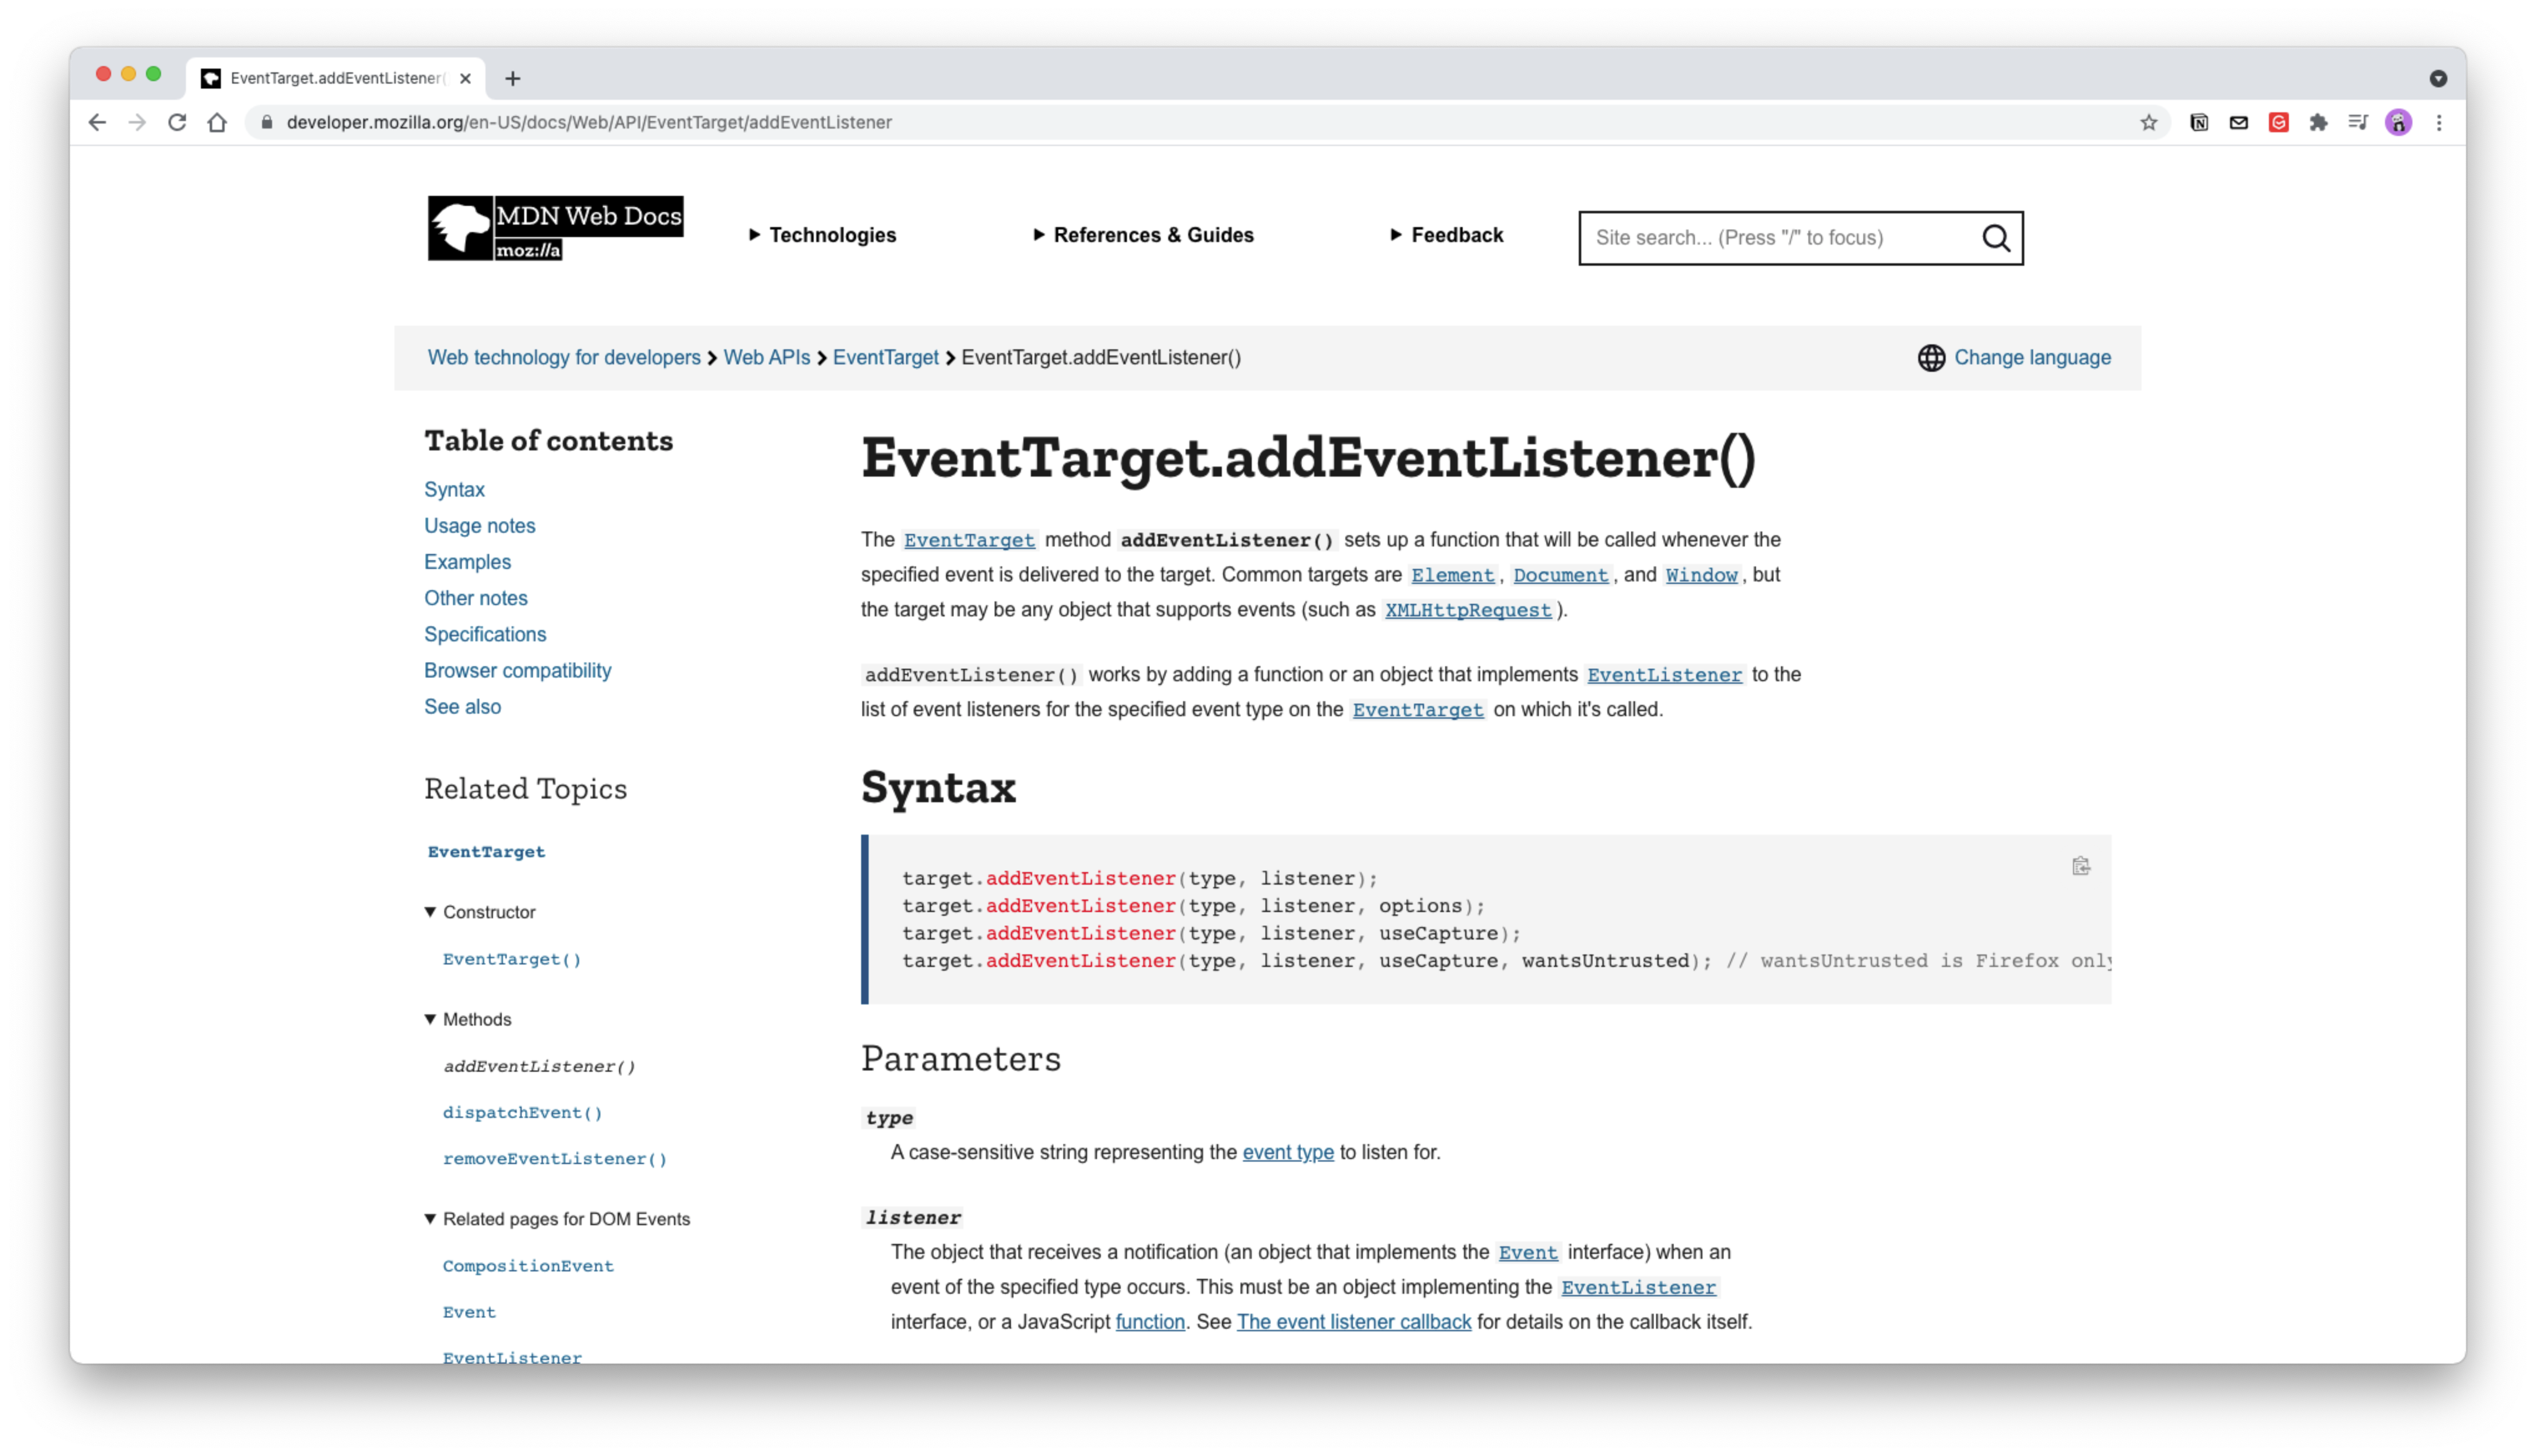 EventTarget.addEventListener(
developer.mozilla.org/en-US/docs/Web/API/EventTarget/addEventListener
MDN Web Docs
moz://a
Technologies
References & Guides
Feedback
Site search... (Press "/" to focus)
Web technology for developers > Web APIs > EventTarget > EventTarget.addEventListener()
Change language
Table of contents
Syntax
Usage notes
Examples
Other notes
Specifications
Browser compatibility
See also
Related Topics
EventTarget
Constructor
EventTarget()
Methods
addEventListener()
dispatchEvent()
removeEventListener()
Related pages for DOM Events
CompositionEvent
Event
EventListener
EventTarget.addEventListener()
The EventTarget method addEventListener() sets up a function that will be called whenever the
specified event is delivered to the target. Common targets are Element, Document, and Window, but
the target may be any object that supports events (such as XMLHttpRequest).
addEventListener() works by adding a function or an object that implements EventListener to the
list of event listeners for the specified event type on the EventTarget on which it's called.
Syntax
target.addEventListener(type, listener);
target.addEventListener(type, listener, options);
target.addEventListener(type, listener, useCapture);
target.addEventListener(type, listener, useCapture, wantsUntrusted); // wantsUntrusted is Firefox only
Parameters
type
A case-sensitive string representing the event type to listen for.
listener
The object that receives a notification (an object that implements the Event interface) when an
event of the specified type occurs. This must be an object implementing the EventListener
interface, or a JavaScript function. See The event listener callback for details on the callback itself.